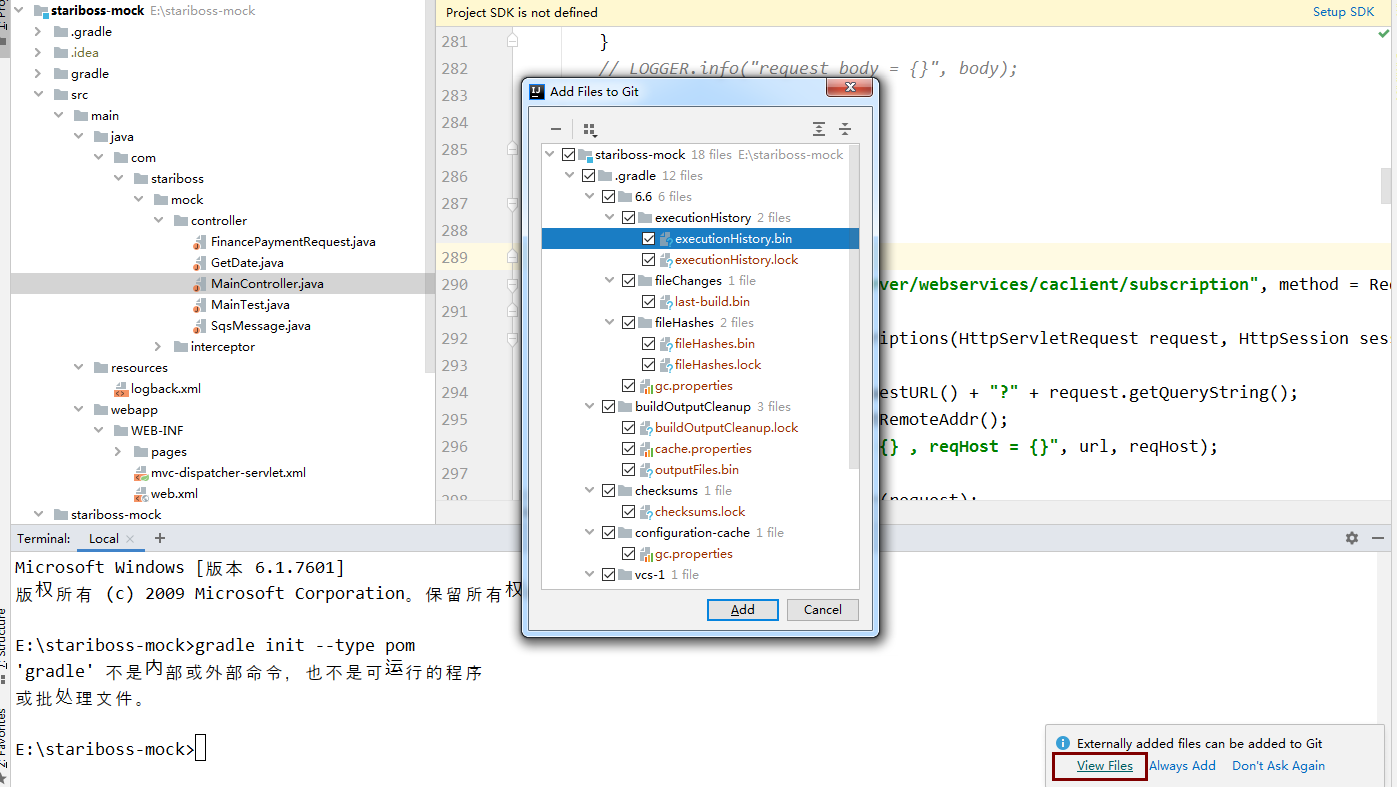 stariboss-mock E:\stariboss-mock
.gradle
.idea
gradle
src
main
java
com
stariboss
mock
controller
FinancePaymentRequest.java
GetDate.java
MainController.java
MainTest.java
SqsMessage.java
interceptor
resources
logback.xml
webapp
WEB-INF
pages
mvc-dispatcher-servlet.xml
web.xml
stariboss-mock
Project SDK is not defined Setup SDK
281 }
282 // LOGGER.info("request body = {}", body);
283
284
285
286
287
288
289
290 ver/webservices/caclient/subscription", method = Re
291
292 iptions(HttpServletRequest request, HttpSession ses
293
294 estURL() + "?" + request.getQueryString();
295 RemoteAddr();
296 {} , reqHost = {}", url, reqHost);
297
298 (request);
Add Files to Git
stariboss-mock 18 files E:\stariboss-mock
.gradle 12 files
6.6 6 files
executionHistory 2 files
executionHistory.bin
executionHistory.lock
fileChanges 1 file
last-build.bin
fileHashes 2 files
fileHashes.bin
fileHashes.lock
gc.properties
buildOutputCleanup 3 files
buildOutputCleanup.lock
cache.properties
outputFiles.bin
checksums 1 file
checksums.lock
configuration-cache 1 file
gc.properties
vcs-1 1 file
Add Cancel
Terminal: Local
Microsoft Windows [版本 6.1.7601]
版权所有 (c) 2009 Microsoft Corporation。保留所有权
E:\stariboss-mock>gradle init --type pom
'gradle' 不是内部或外部命令，也不是可运行的程序
或批处理文件。
E:\stariboss-mock>
Externally added files can be added to Git
View Files Always Add Don't Ask Again
Structure
2: Favorites